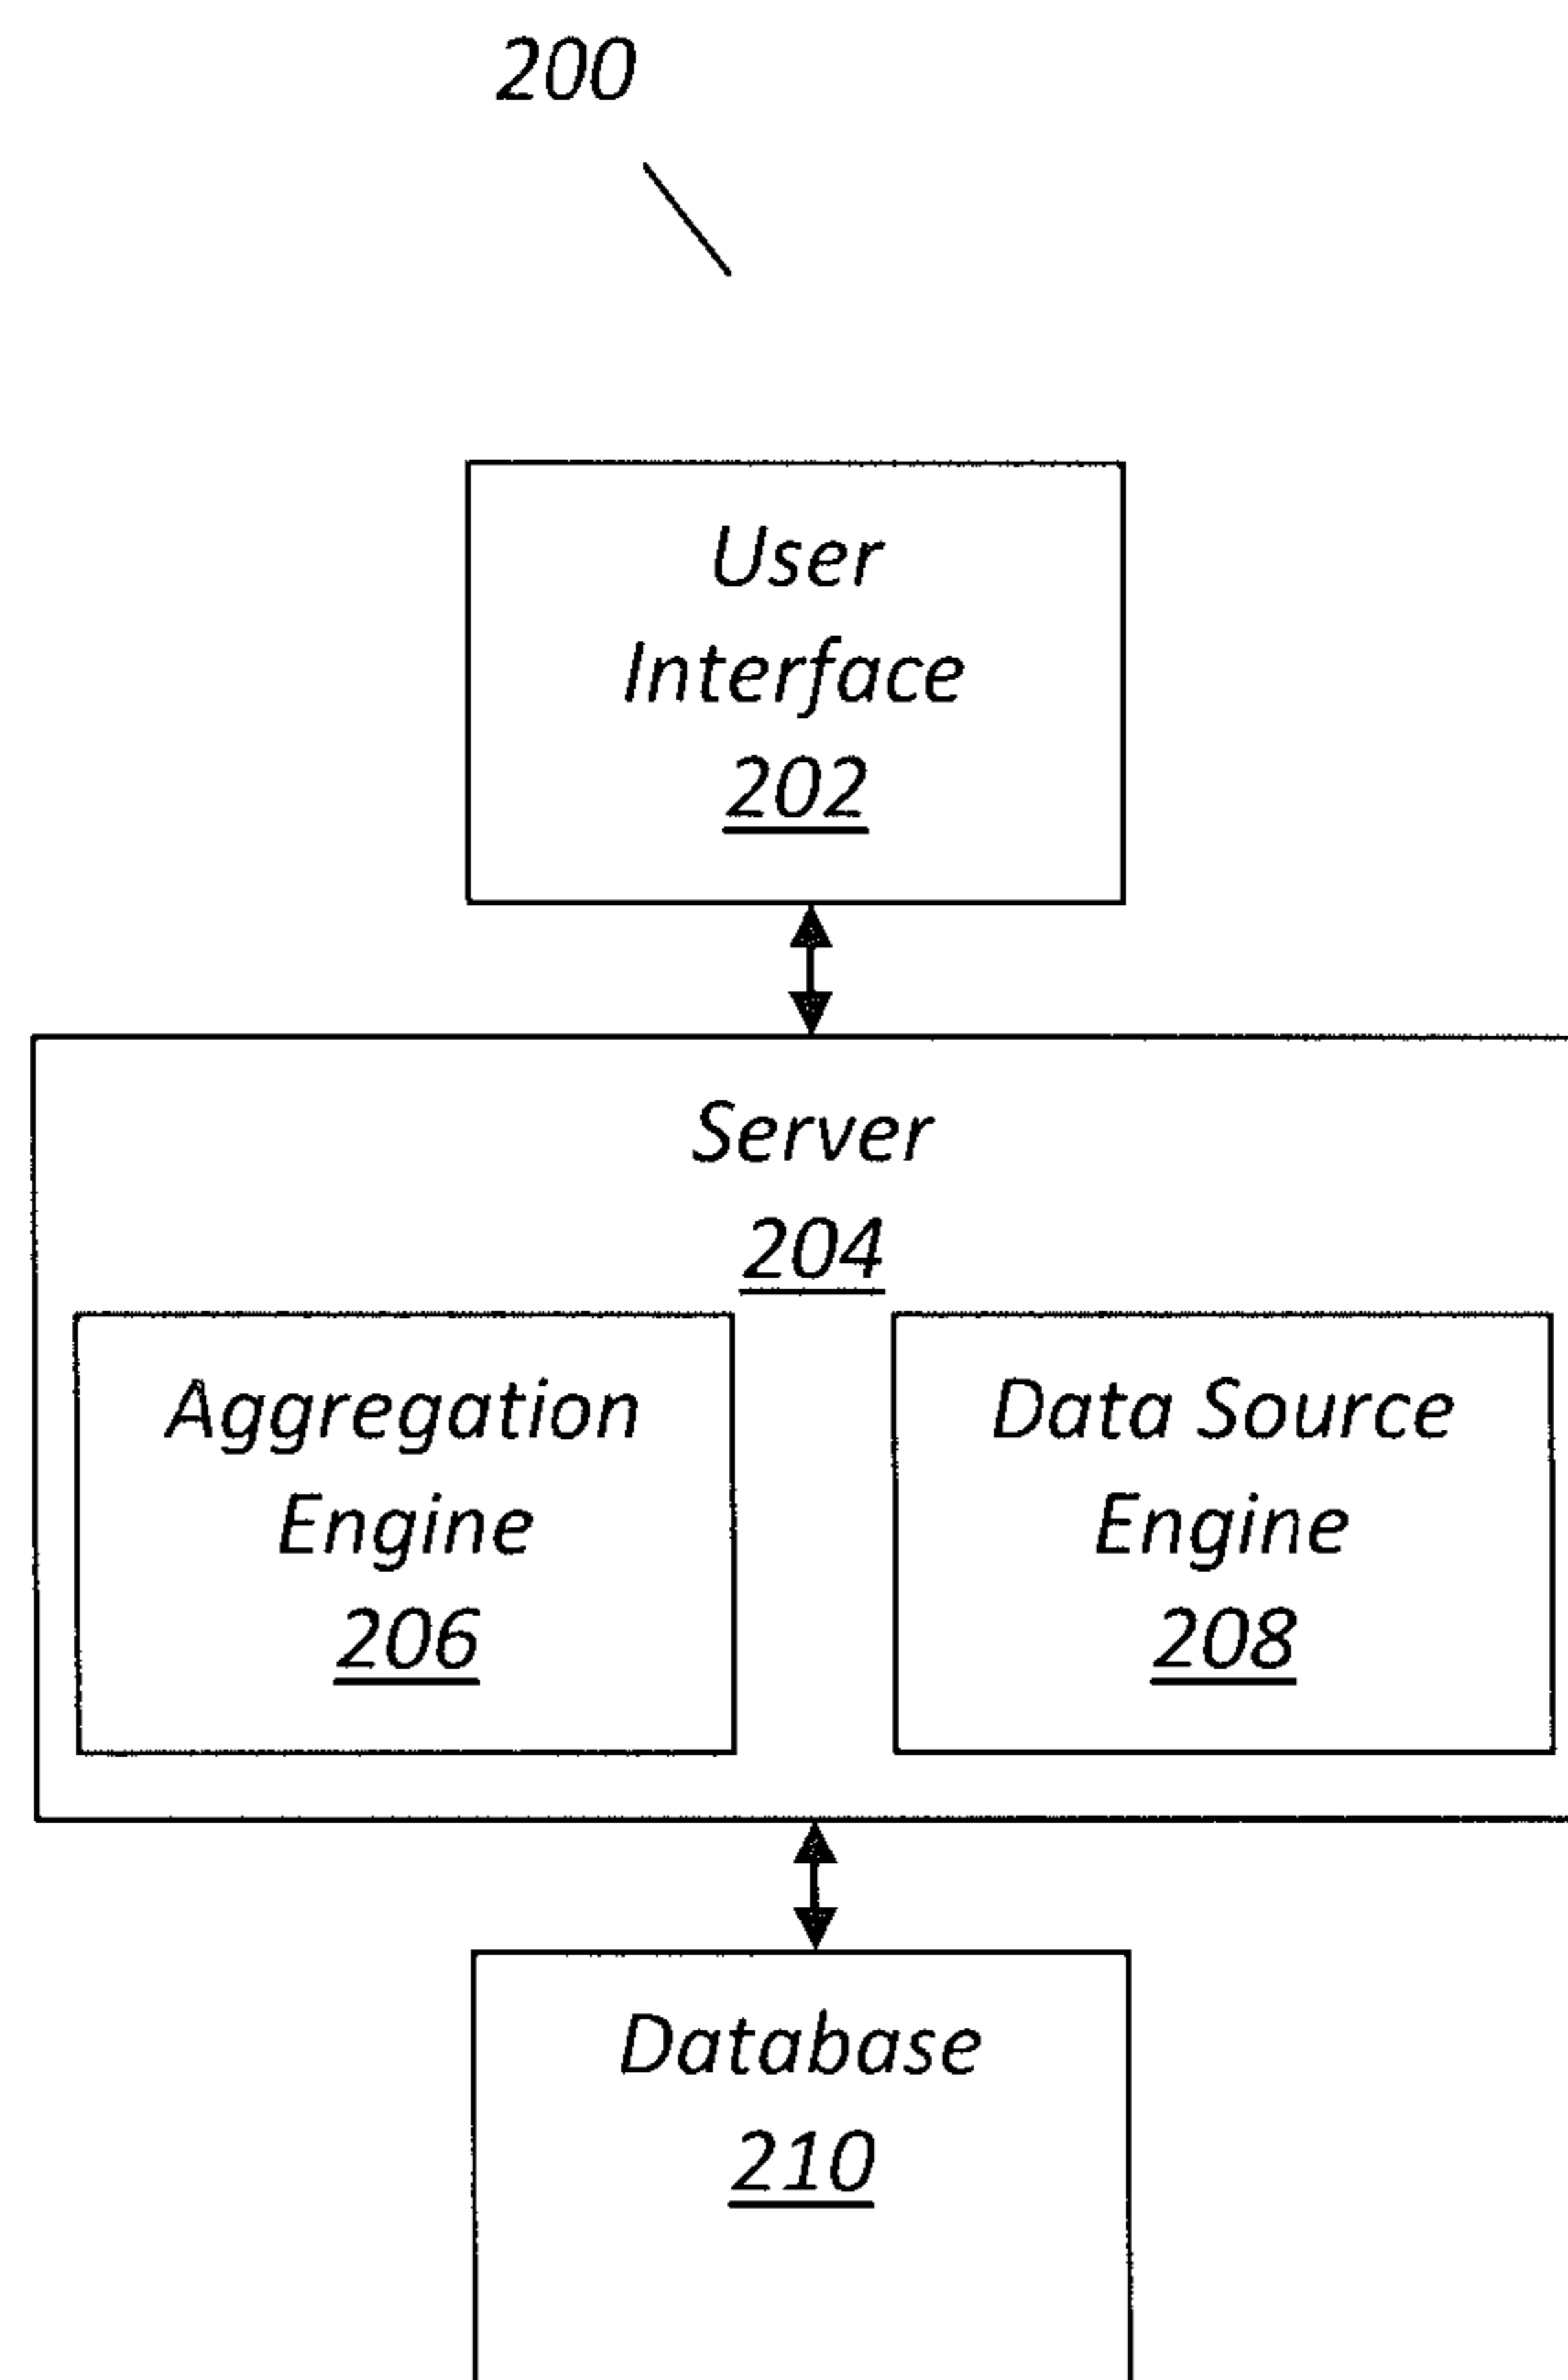 200
User
Interface
202
Server
204
Aggregation
Engine
206
Data Source
Engine
208
Database
210